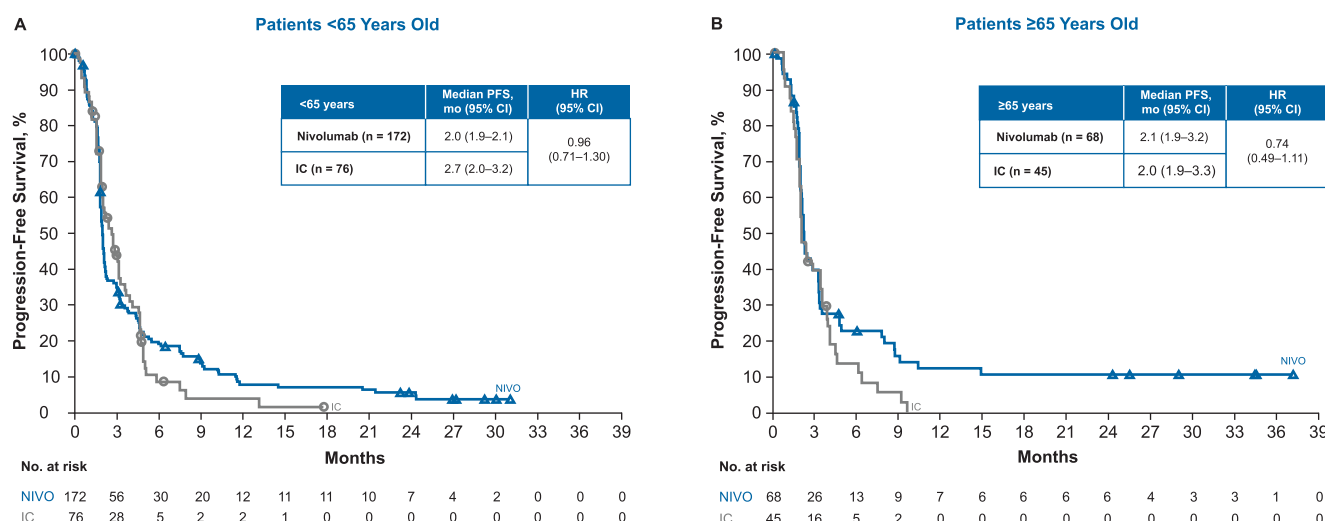 A
Patients <65 Years Old
Progression-Free Survival, %
100
90
80
70
60
50
40
30
20
10
0
<65 years
Median PFS, mo (95% CI)
HR (95% CI)
Nivolumab (n = 172)
2.0 (1.9–2.1)
0.96 (0.71–1.30)
IC (n = 76)
2.7 (2.0–3.2)
NIVO
IC
0 3 6 9 12 15 18 21 24 27 30 33 36 39
Months
No. at risk
NIVO 172 56 30 20 12 11 11 10 7 4 2 0 0 0
IC 76 28 5 2 2 1 0 0 0 0 0 0 0 0
B
Patients ≥65 Years Old
Progression-Free Survival, %
100
90
80
70
60
50
40
30
20
10
0
≥65 years
Median PFS, mo (95% CI)
HR (95% CI)
Nivolumab (n = 68)
2.1 (1.9–3.2)
0.74 (0.49–1.11)
IC (n = 45)
2.0 (1.9–3.3)
NIVO
IC
0 3 6 9 12 15 18 21 24 27 30 33 36 39
Months
No. at risk
NIVO 68 26 13 9 7 6 6 6 6 4 3 3 1 0
IC 45 16 5 2 0 0 0 0 0 0 0 0 0 0